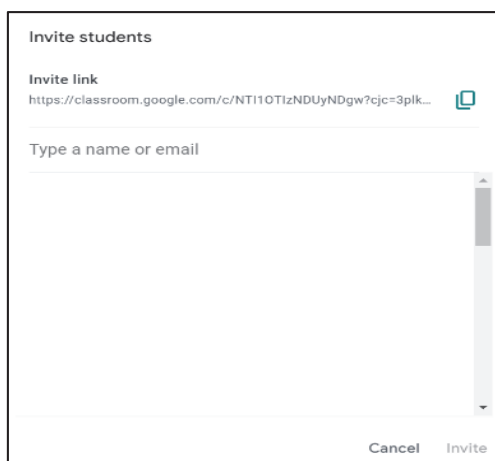 Invite students
Invite link
https://classroom.google.com/c/NTI1OTIzNDUyNDgw?cjc=3plk...
Type a name or email
Cancel Invite